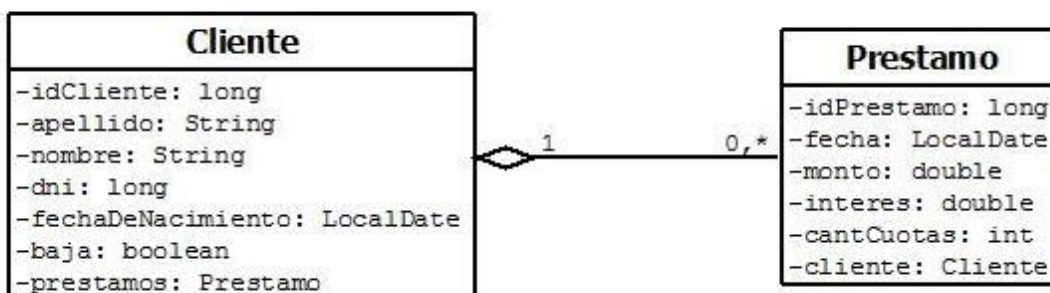 Cliente
-idCliente: long
-apellido: String
-nombre: String
-dni: long
-fechaDeNacimiento: LocalDate
-baja: boolean
-prestamos: Prestamo
1
0,*
Prestamo
-idPrestamo: long
-fecha: LocalDate
-monto: double
-interes: double
-cantCuotas: int
-cliente: Cliente